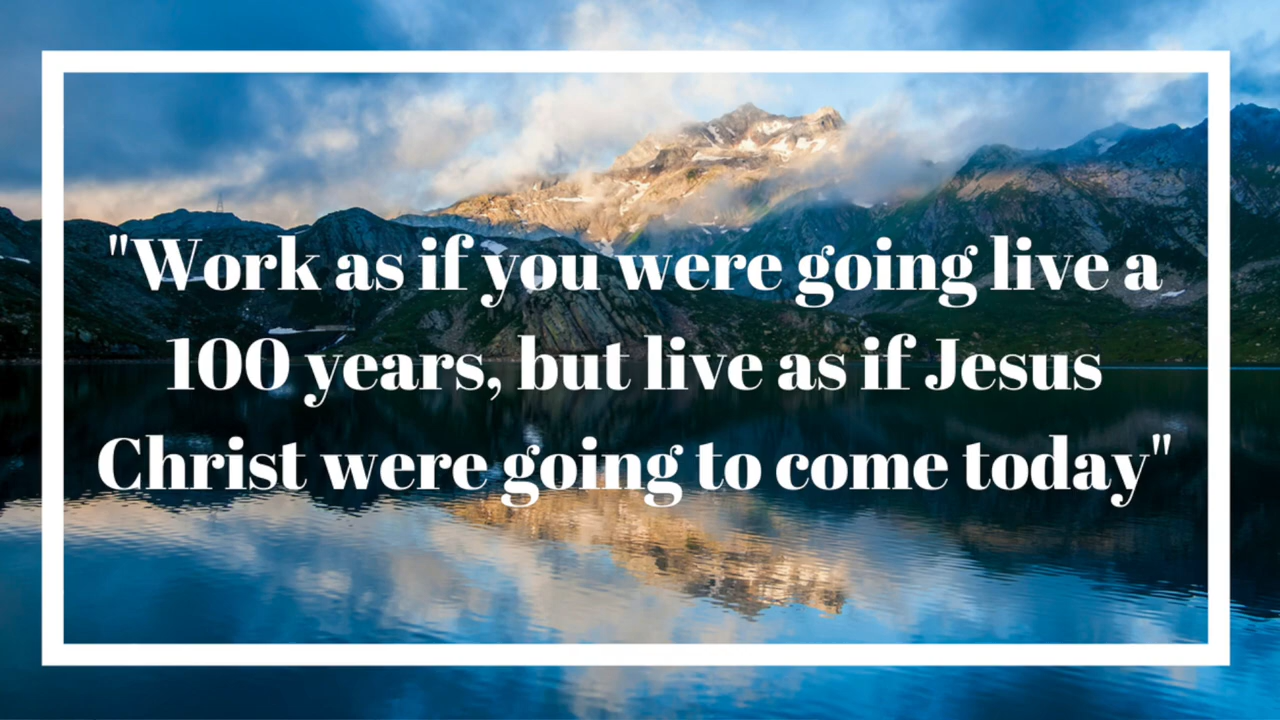 "Work as if you were going live a
100 years, but live as if Jesus
Christ were going to come today"